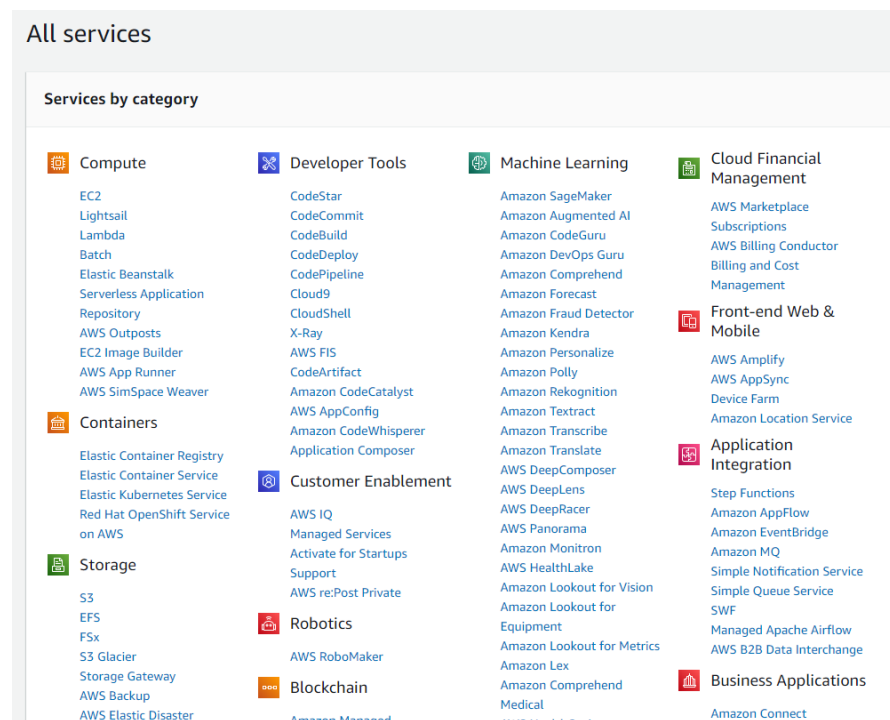 All services
Services by category
Compute
EC2
Lightsail
Lambda
Batch
Elastic Beanstalk
Serverless Application
Repository
AWS Outposts
EC2 Image Builder
AWS App Runner
AWS SimSpace Weaver
Containers
Elastic Container Registry
Elastic Container Service
Elastic Kubernetes Service
Red Hat OpenShift Service
on AWS
Storage
S3
EFS
FSx
S3 Glacier
Storage Gateway
AWS Backup
AWS Elastic Disaster
Developer Tools
CodeStar
CodeCommit
CodeBuild
CodeDeploy
CodePipeline
Cloud9
CloudShell
X-Ray
AWS FIS
CodeArtifact
Amazon CodeCatalyst
AWS AppConfig
Amazon CodeWhisperer
Application Composer
Customer Enablement
AWS IQ
Managed Services
Activate for Startups
Support
AWS re:Post Private
Robotics
AWS RoboMaker
Blockchain
Amazon Managed
Machine Learning
Amazon SageMaker
Amazon Augmented AI
Amazon CodeGuru
Amazon DevOps Guru
Amazon Comprehend
Amazon Forecast
Amazon Fraud Detector
Amazon Kendra
Amazon Personalize
Amazon Polly
Amazon Rekognition
Amazon Textract
Amazon Transcribe
Amazon Translate
AWS DeepComposer
AWS DeepLens
AWS DeepRacer
AWS Panorama
Amazon Monitron
AWS HealthLake
Amazon Lookout for Vision
Amazon Lookout for
Equipment
Amazon Lookout for Metrics
Amazon Lex
Amazon Comprehend
Medical
Cloud Financial
Management
AWS Marketplace
Subscriptions
AWS Billing Conductor
Billing and Cost
Management
Front-end Web &
Mobile
AWS Amplify
AWS AppSync
Device Farm
Amazon Location Service
Application
Integration
Step Functions
Amazon AppFlow
Amazon EventBridge
Amazon MQ
Simple Notification Service
Simple Queue Service
SWF
Managed Apache Airflow
AWS B2B Data Interchange
Business Applications
Amazon Connect